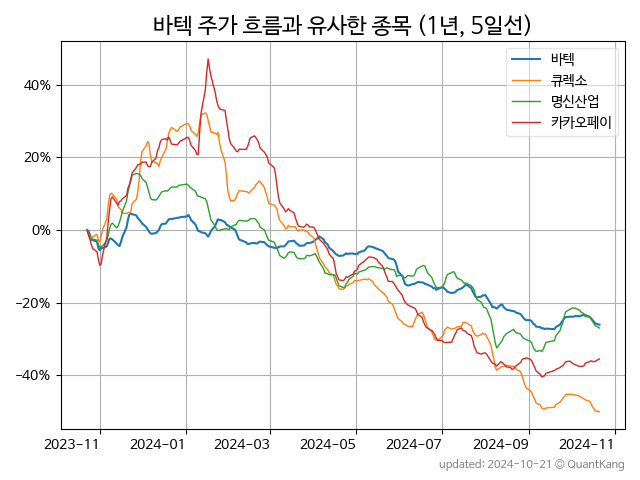 바텍 주가 흐름과 유사한 종목 (1년, 5일선)
바텍
큐렉소
명신산업
카카오페이
40%
20%
0%
−20%
−40%
2023−11
2024−01
2024−03
2024−05
2024−07
2024−09
2024−11
updated: 2024-10-21 © QuantKang